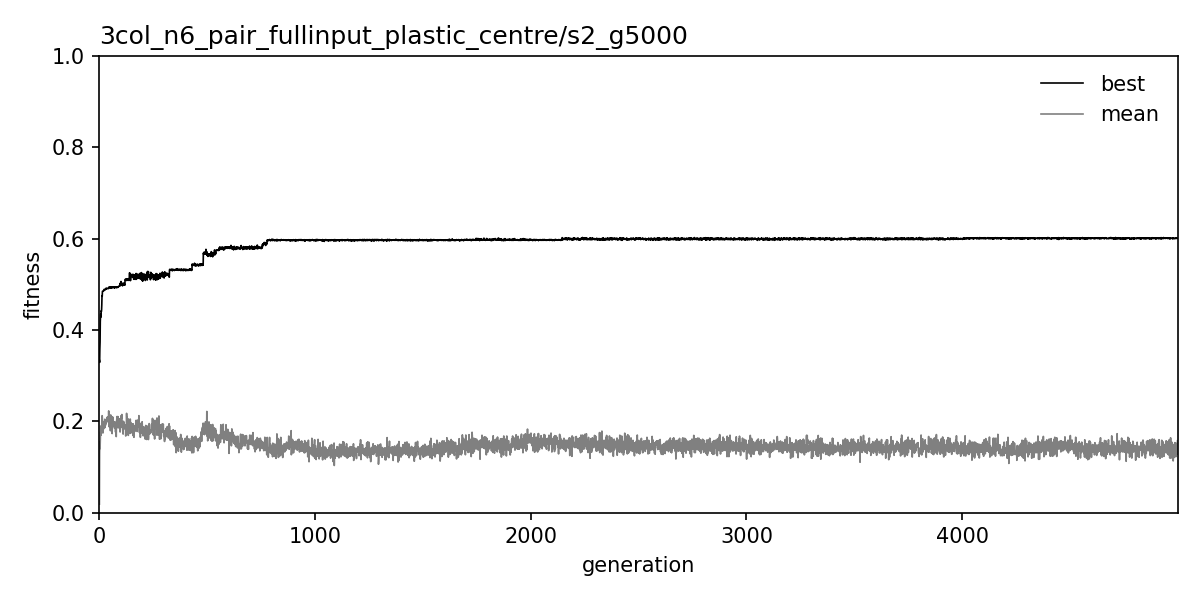 3col_n6_pair_fullinput_plastic_centre/s2_g5000
1.0
0.8
0.6
0.4
0.2
0.0
fitness
best
mean
0 1000 2000 3000 4000
generation